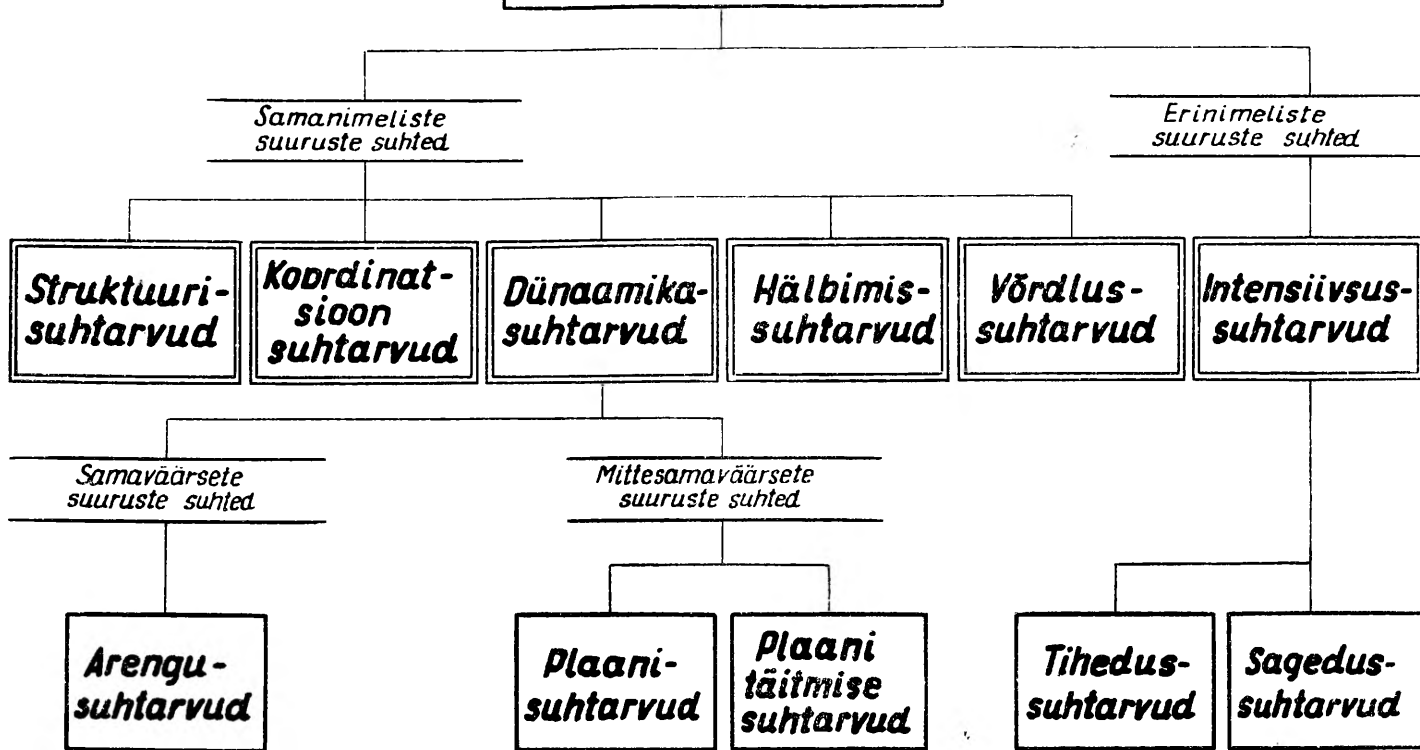 Samanimeliste
suuruste suhted
Erinimeliste
suuruste suhted
Struktuuri-
suhtarvud
Koordinat-
sioon
suhtarvud
Dünaamika-
suhtarvud
Hälbimis-
suhtarvud
Võrdlus-
suhtarvud
Intensiivsus-
suhtarvud
Samaväärsete
suuruste suhted
Mittesamaväärsete
suuruste suhted
Arengu-
suhtarvud
Plaani-
suhtarvud
Plaani
täitmise
suhtarvud
Tihedus-
suhtarvud
Sagedus-
suhtarvud